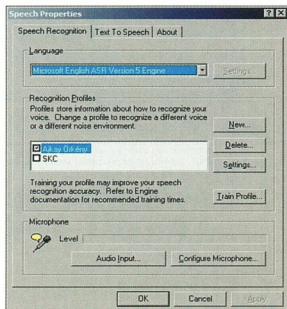 Speech Properties
Speech Recognition
Text To Speech
About
Language
Microsoft English ASR Version 5 Engine
Settings...
Recognition Profiles
Profiles store information about how to recognize your
voice. Change a profile to recognize a different voice
or a different noise environment.
New...
Delete...
Ajkay Örkény
SKC
Settings...
Training your profile may improve your speech
recognition accuracy. Refer to Engine
documentation for recommended training times.
Train Profile...
Microphone
Level
Audio Input...
Configure Microphone...
OK
Cancel
Apply